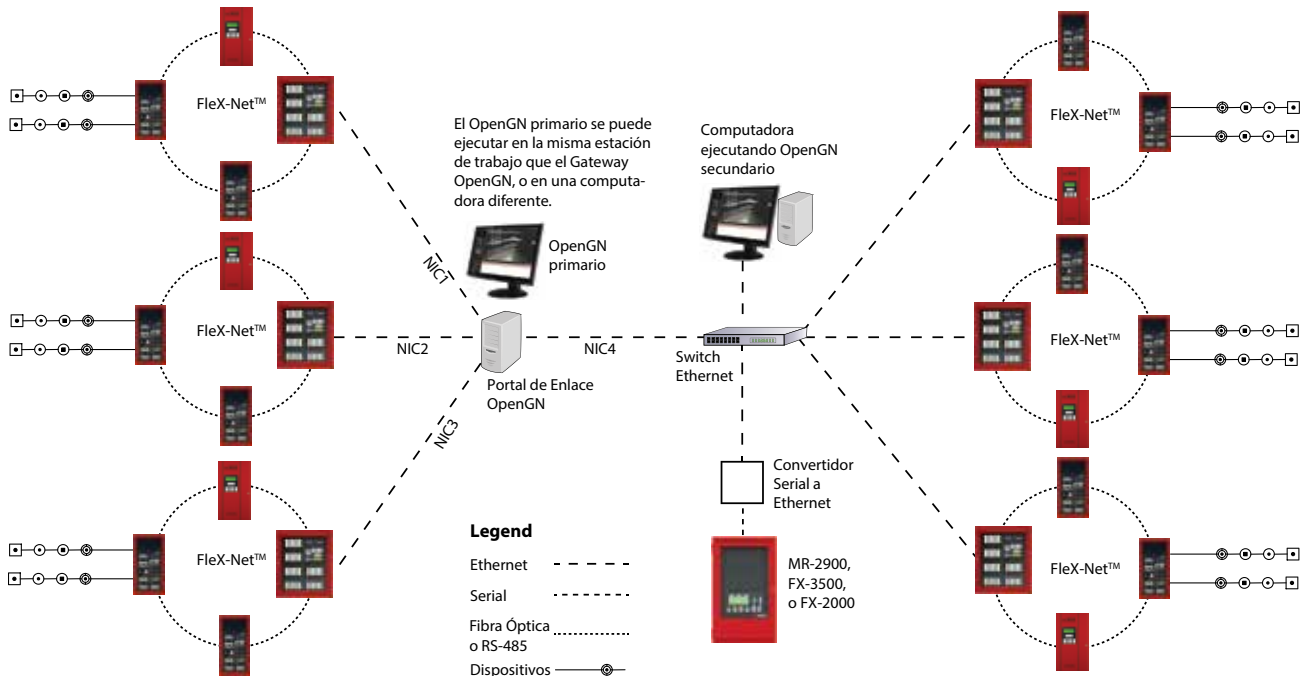 FleX-Net™
El OpenGN primario se puede
ejecutar en la misma estación
de trabajo que el Gateway
OpenGN, o en una computa-
dora diferente.
Computadora
ejecutando OpenGN
secundario
FleX-Net™
NIC1
OpenGN
primario
FleX-Net™
NIC2
NIC4
FleX-Net™
Switch
Ethernet
Portal de Enlace
OpenGN
NIC3
Convertidor
Serial a
Ethernet
FleX-Net™
Legend
Ethernet
Serial
Fibra Óptica
o RS-485
Dispositivos
MR-2900,
FX-3500,
o FX-2000
FleX-Net™